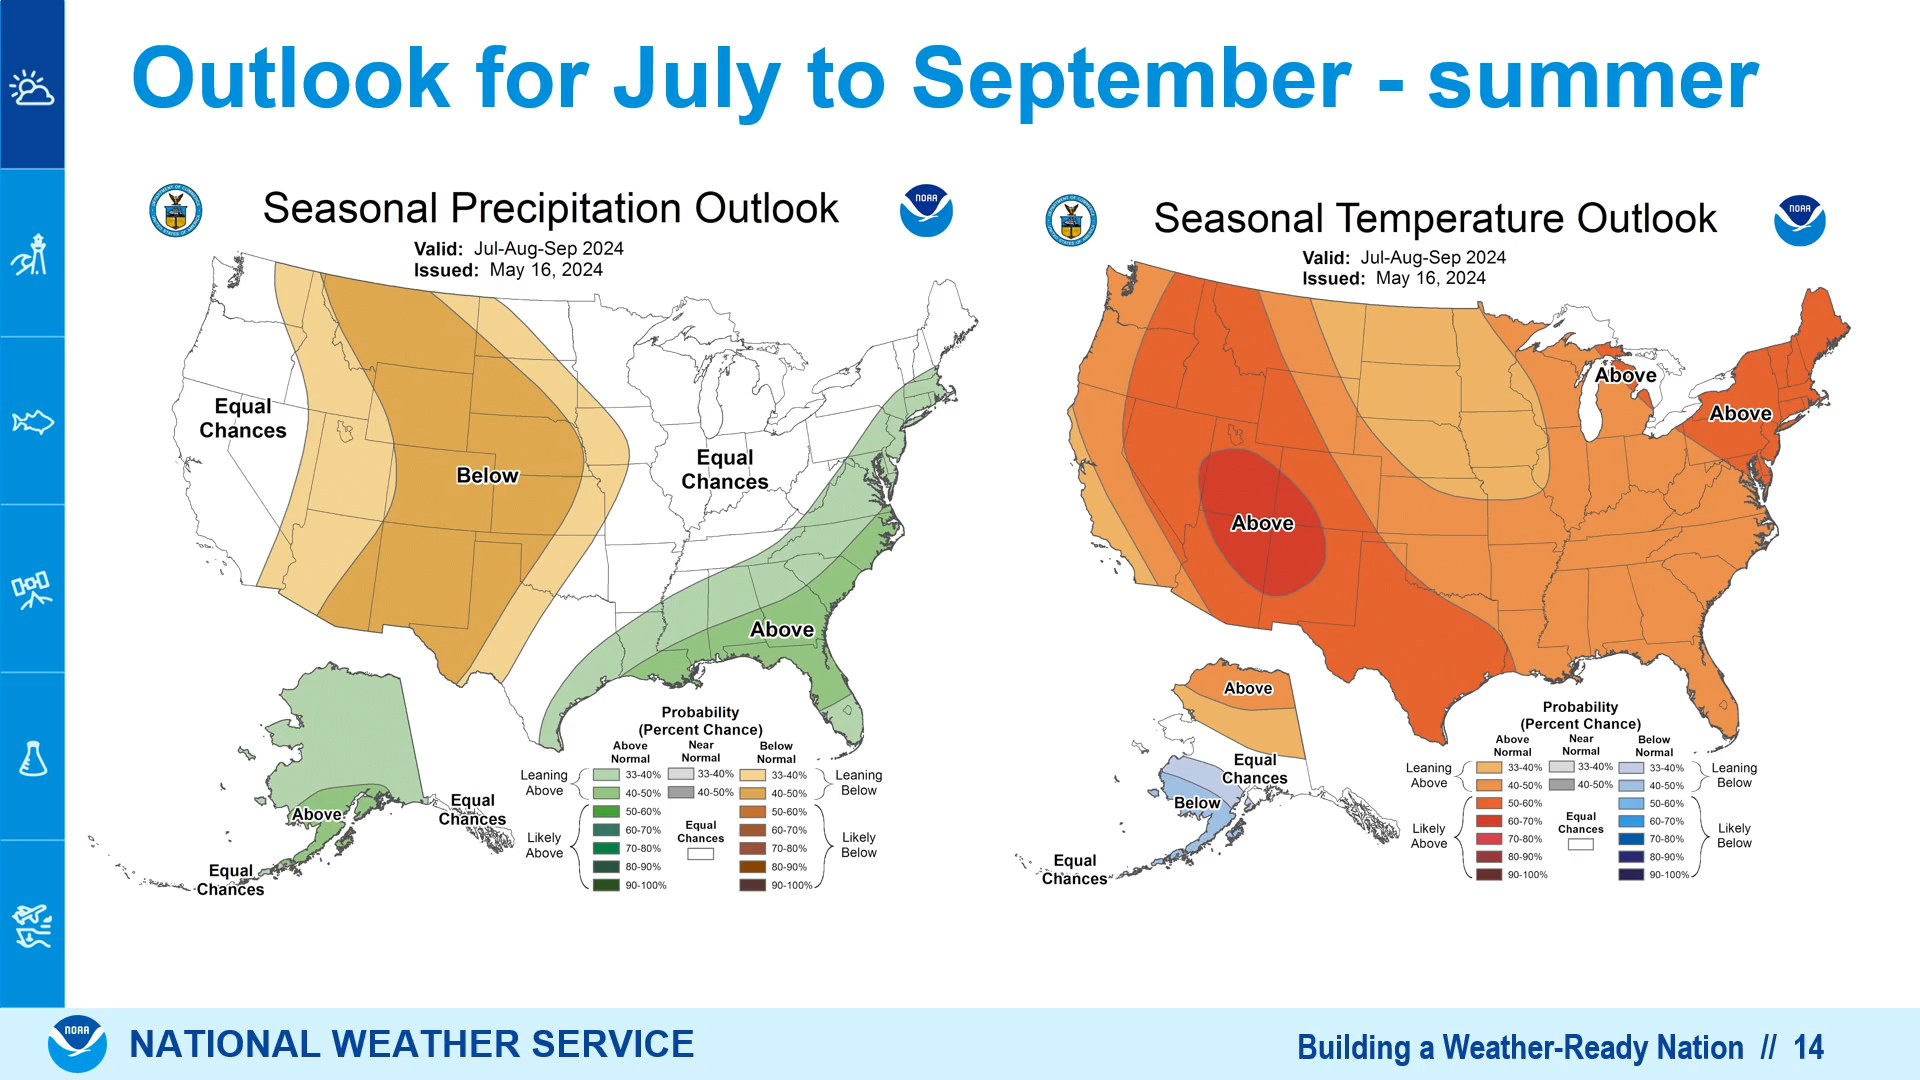 Outlook for July to September - summer
Seasonal Precipitation Outlook
NOAA
Valid: Jul-Aug-Sep 2024
Issued: May 16, 2024
Equal
Chances
Below
Equal
Chances
Above
Above
Equal
Chances
Equal
Chances
Probability
(Percent Chance)
Above
Normal
Near
Normal
Below
Normal
Leaning
Above
33-40%
33-40%
33-40%
Leaning
Below
40-50%
40-50%
40-50%
Likely
Above
50-60%
50-60%
Likely
Below
60-70%
Equal
Chances
60-70%
70-80%
70-80%
80-90%
80-90%
90-100%
90-100%
Seasonal Temperature Outlook
NOAA
Valid: Jul-Aug-Sep 2024
Issued: May 16, 2024
Above
Above
Above
Above
Equal
Chances
Below
Equal
Chances
Probability
(Percent Chance)
Above
Normal
Near
Normal
Below
Normal
Leaning
Above
33-40%
33-40%
33-40%
Leaning
Below
40-50%
40-50%
40-50%
Likely
Above
50-60%
50-60%
Likely
Below
60-70%
Equal
Chances
60-70%
70-80%
70-80%
80-90%
80-90%
90-100%
90-100%
NOAA
NATIONAL WEATHER SERVICE
Building a Weather-Ready Nation // 14